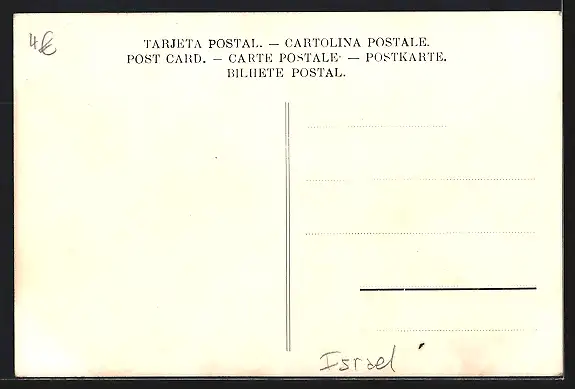 4€
TARJETA POSTAL. — CARTOLINA POSTALE.
POST CARD. — CARTE POSTALE· — POSTKARTE.
BILHETE POSTAL.
Israel